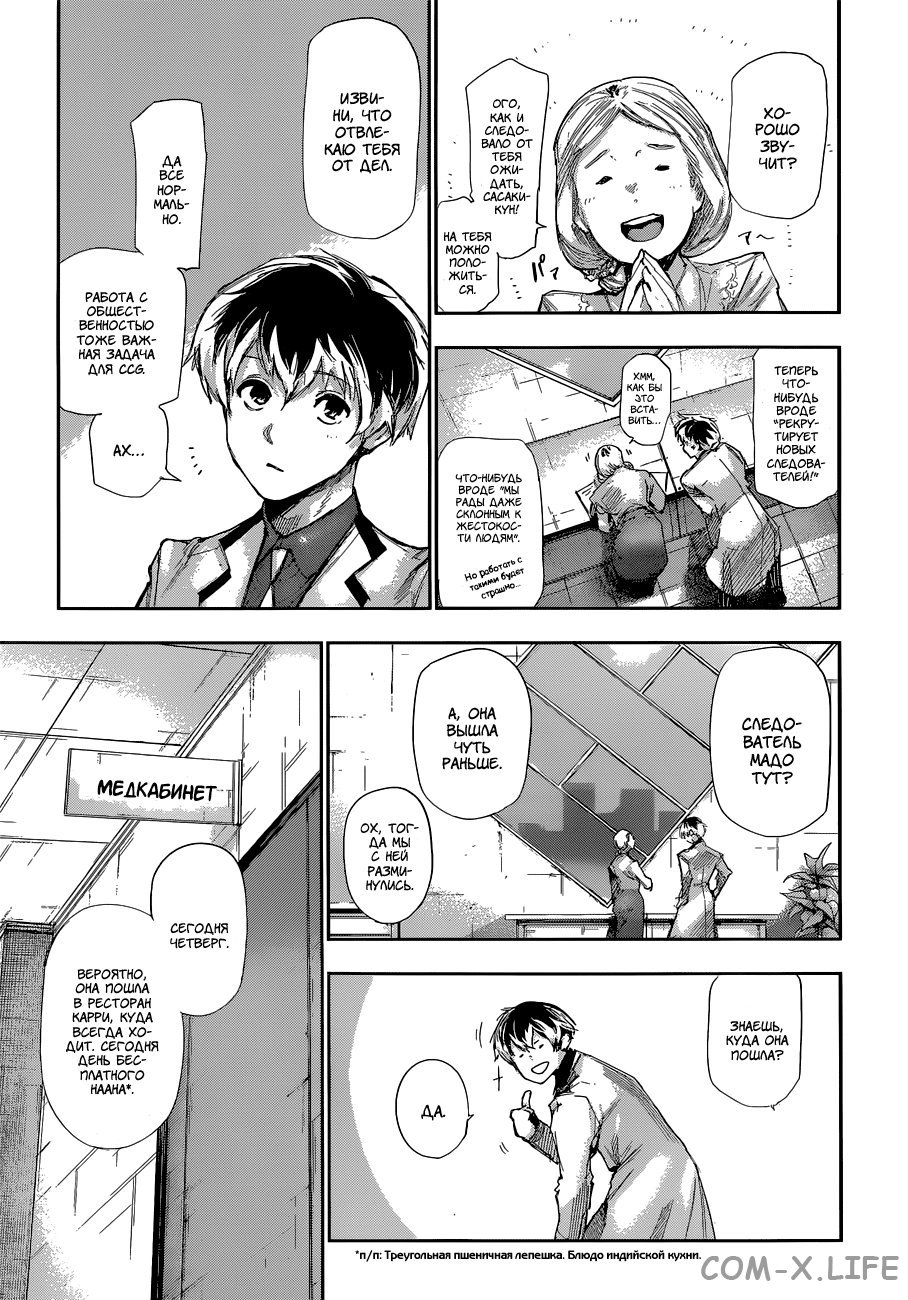 ХО-
РОШО
ЗВУ-
ЧИТ?
ОГО,
КАК И
СЛЕДО-
ВАЛО ОТ
ТЕБЯ
ОЖИ-
ДАТЬ,
САСАКИ-
КУН!
НА ТЕБЯ
МОЖНО
ПОЛО-
ЖИТЬ-
СЯ.
パァ
ア〜
ИЗВИ-
НИ, ЧТО
ОТВЛЕ-
КАЮ ТЕБЯ
ОТ ДЕЛ.
ДА
ВСЕ
НОР-
МАЛЬ-
НО.
РАБОТА С
ОБЩЕСТ-
ВЕННОСТЬЮ
ТОЖЕ ВАЖ-
НАЯ ЗАДАЧА
ДЛЯ CCG.
АХ...
ТЕПЕРЬ
ЧТО-
НИБУДЬ
ВРОДЕ
"РЕКРУ-
ТИРУЕТ
НОВЫХ
СЛЕДОВА-
ТЕЛЕЙ!"
ХММ,
КАК БЫ
ЭТО
ВСТА-
ВИТЬ...
ЧТО-НИБУДЬ
ВРОДЕ "МЫ
РАДЫ ДАЖЕ
СКЛОННЫМ К
ЖЕСТОКОС-
ТИ ЛЮДЯМ".
Но работать с
такими будет
страшно...
СЛЕДО-
ВАТЕЛЬ
МАДО
ТУТ?
А, ОНА
ВЫШЛА
ЧУТЬ
РАНЬШЕ.
ОХ, ТОГ-
ДА МЫ
С НЕЙ
РАЗМИ-
НУЛИСЬ.
ЗНАЕШЬ,
КУДА ОНА
ПОШЛА?
ДА.
МЕДКАБИНЕТ
СЕГОДНЯ
ЧЕТВЕРГ.
ВЕРОЯТНО,
ОНА ПОШЛА
В РЕСТОРАН
КАРРИ, КУДА
ВСЕГДА ХО-
ДИТ. СЕГОДНЯ
ДЕНЬ БЕС-
ПЛАТНОГО
НААНА*.
*п/п: Треугольная пшеничная лепешка. Блюдо индийской кухни.
COM-X.LIFE